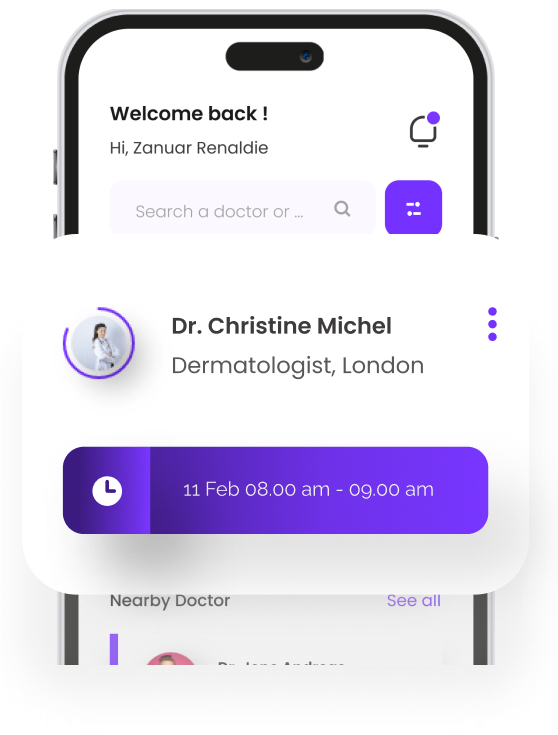 Welcome back !
Hi, Zanuar Renaldie
Search a doctor or ...
Dr. Christine Michel
Dermatologist, London
11 Feb 08.00 am - 09.00 am
Nearby Doctor
See all